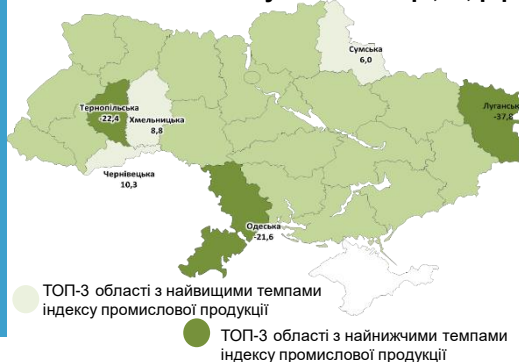 Сумська
6,0
Тернопільська
-22,4
Хмельницька
8,8
Луганськ
-37,8
Чернівецька
10,3
Одеська
-21,6
ТОП-3 області з найвищими темпами
індексу промислової продукції
ТОП-3 області з найнижчими темпами
індексу промислової продукції